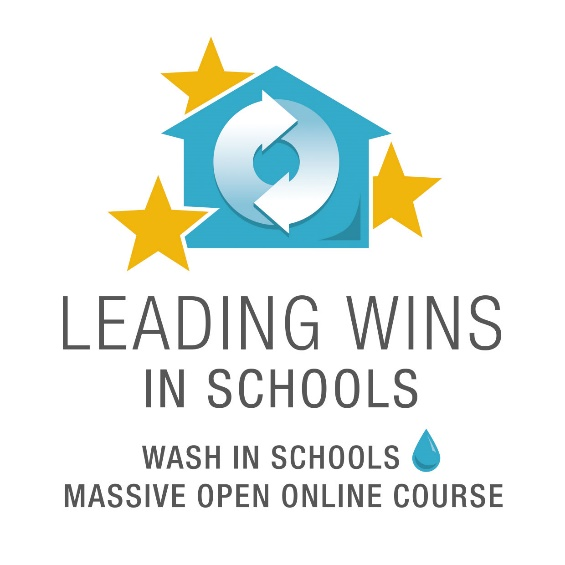 LEADING WINS
IN SCHOOLS
WASH IN SCHOOLS
MASSIVE OPEN ONLINE COURSE